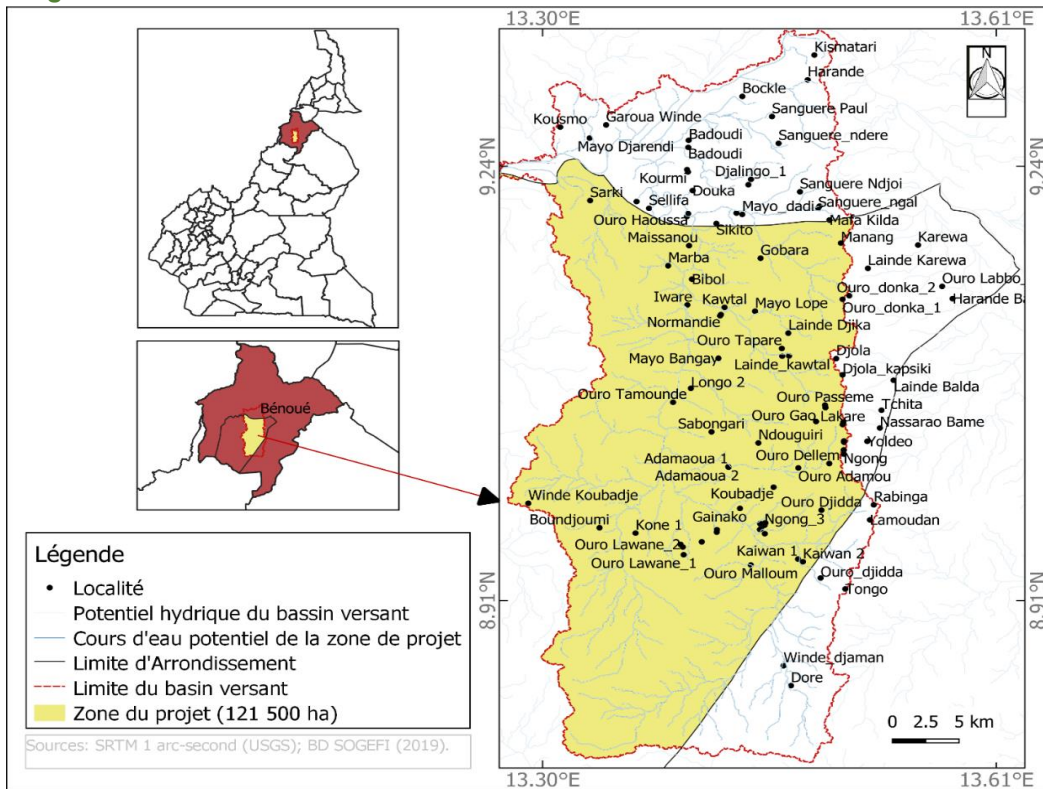 13.30°E
13.61°E
9.24°N
8.91°N
N
Kismatari
Harande
Bockle
Sanguere Paul
Kousmo
Garoua Winde
Badoudi
Sanguere_ndere
Mayo Djarendi
Badoudi
Kourmi
Djalingo_1
Sarki
Douka
Sanguere Ndjoi
Sellifa
Mayo_dadia
Sanguere_ngal
Ouro Haoussa
Sikito
Mafa Kilda
Maissanou
Manang
Karewa
Marba
Gobara
Lainde Karewa
Bibol
Ouro_donka_2
Ouro Labbo_
Iware
Kawtal
Mayo Lope
Ouro_donka_1
Harande Ba
Normandie
Lainde Djika
Ouro Tapare
Mayo Bangay
Lainde_kawtal
Djola
Djola_kapsiki
Longo 2
Lainde Balda
Ouro Tamounde
Ouro Passeme
Tchita
Ouro Gao
Lakare
Sabongari
Nassarao Bame
Ndouguiri
Yoldeo
Adamaoua 1
Ouro Dellem
Ngong
Adamaoua 2
Ouro Adamou
Winde Koubadje
Koubadje
Ouro Djidda
Rabinga
Boundjoumi
Kone 1
Gainako
Ngong_3
Lamoudan
Ouro Lawane_2
Kaiwan 1
Kaiwan 2
Ouro Lawane_1
Ouro Malloum
Ouro_djidda
Tongo
Winde_djaman
Dore
0 2.5 5 km
13.30°E
13.61°E
9.24°N
8.91°N
Bénoué
Légende
Localité
Potentiel hydrique du bassin versant
Cours d'eau potentiel de la zone de projet
Limite d'Arrondissement
Limite du basin versant
Zone du projet (121 500 ha)
Sources: SRTM 1 arc-second (USGS); BD SOGEFI (2019).